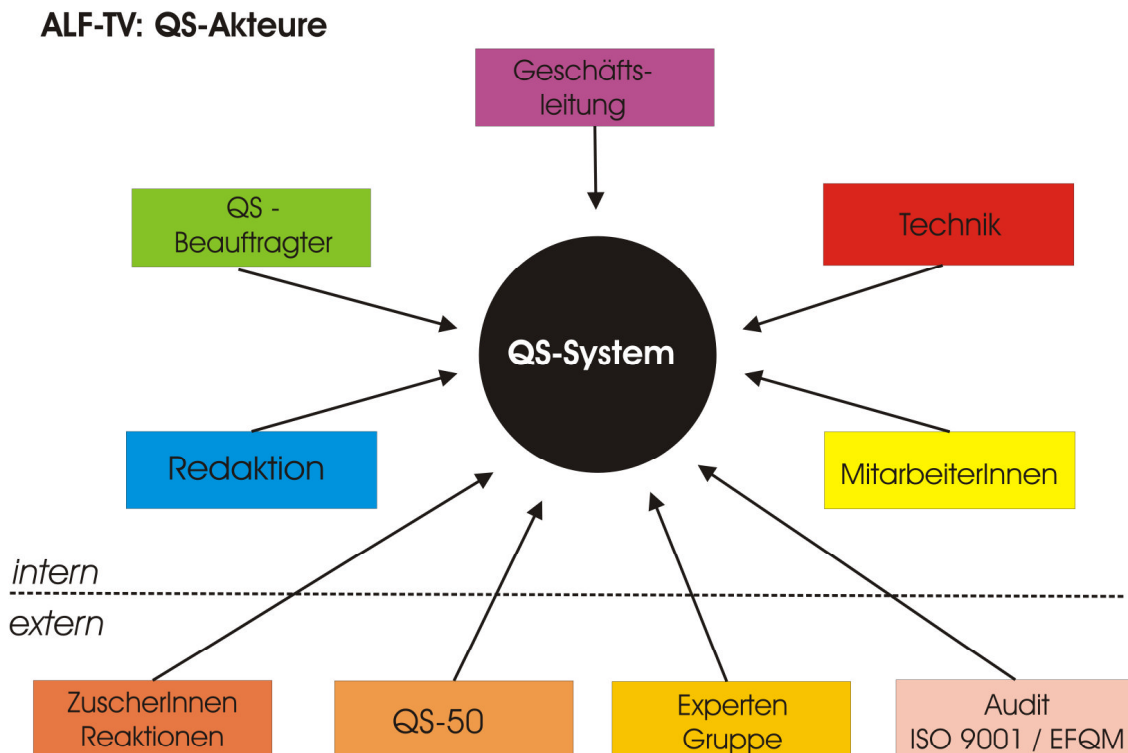 ALF-TV: QS-Akteure
Geschäfts-
leitung
QS -
Beauftragter
Technik
QS-System
Redaktion
MitarbeiterInnen
intern
extern
ZuscherInnen
Reaktionen
QS-50
Experten
Gruppe
Audit
ISO 9001 / EFQM